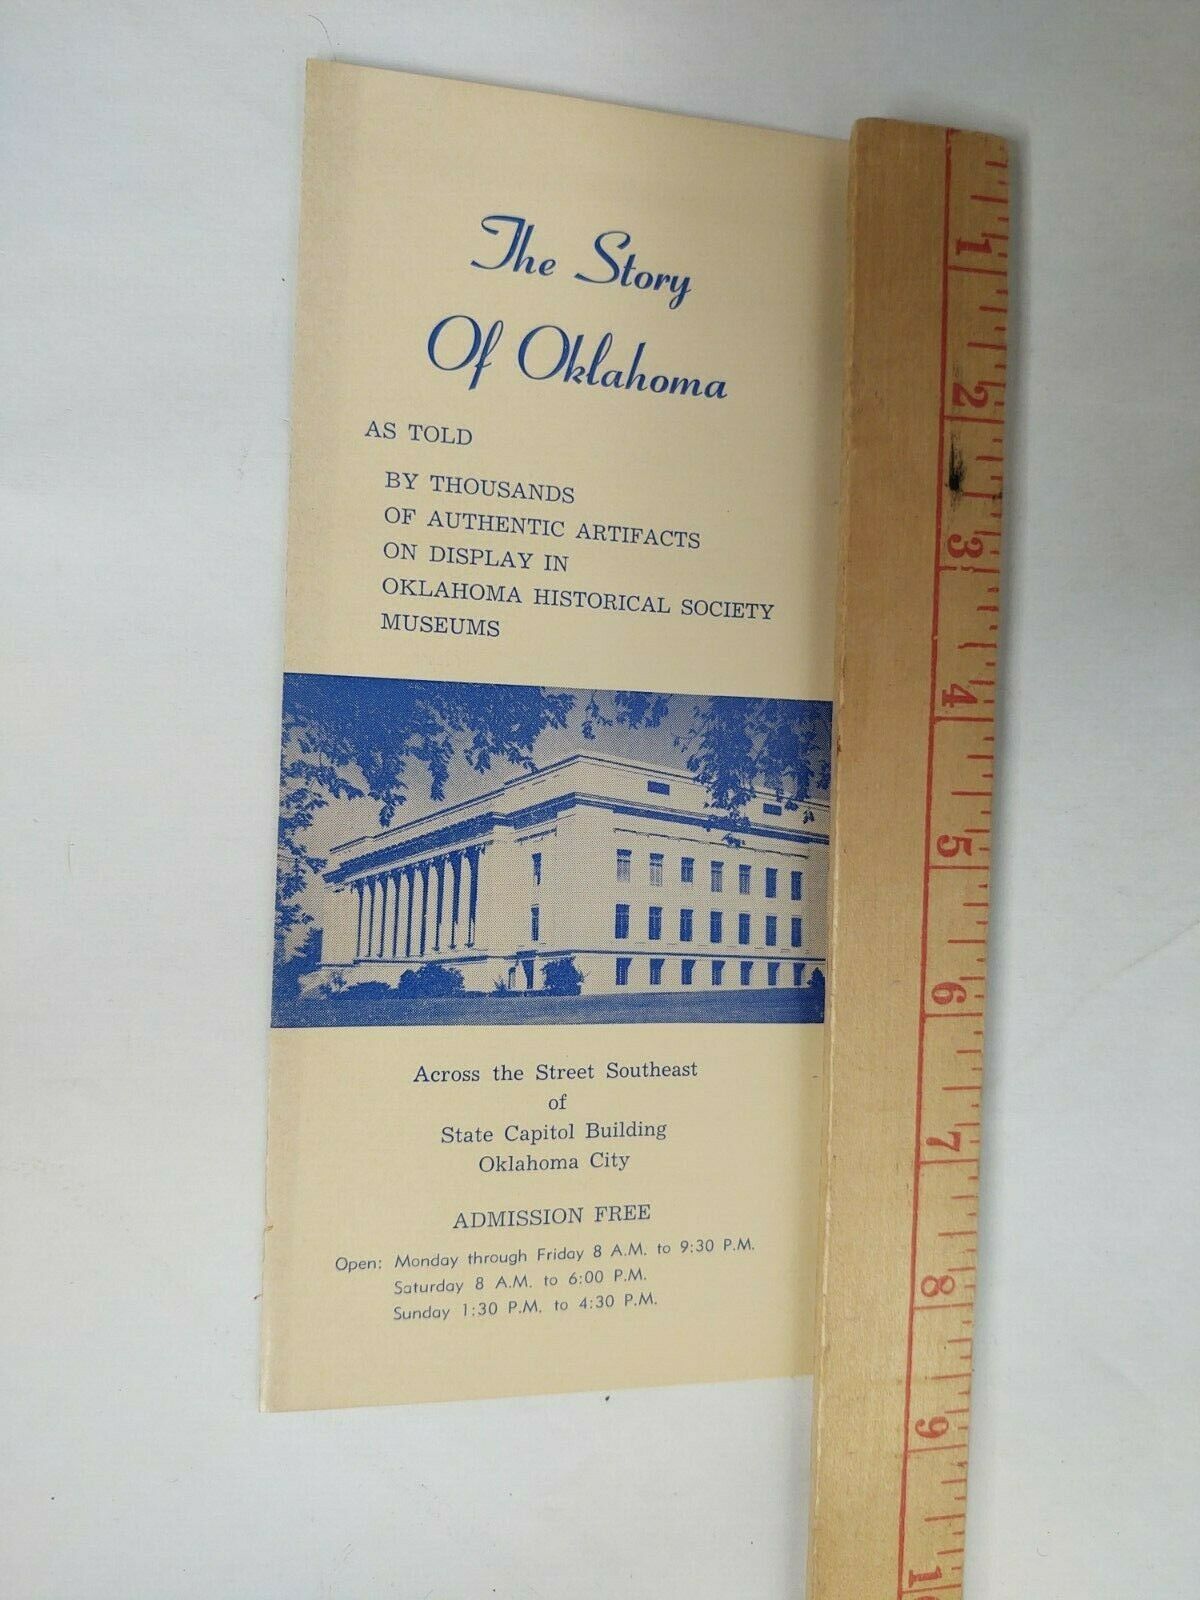 The Story
Of Oklahoma
AS TOLD
BY THOUSANDS
OF AUTHENTIC ARTIFACTS
ON DISPLAY IN
OKLAHOMA HISTORICAL SOCIETY
MUSEUMS
Across the Street Southeast
of
State Capitol Building
Oklahoma City
ADMISSION FREE
Open: Monday through Friday 8 A.M. to 9:30 P.M.
Saturday 8 A.M. to 6:00 P.M.
Sunday 1:30 P.M. to 4:30 P.M.
1
2
3
4
5
6
7
8
9